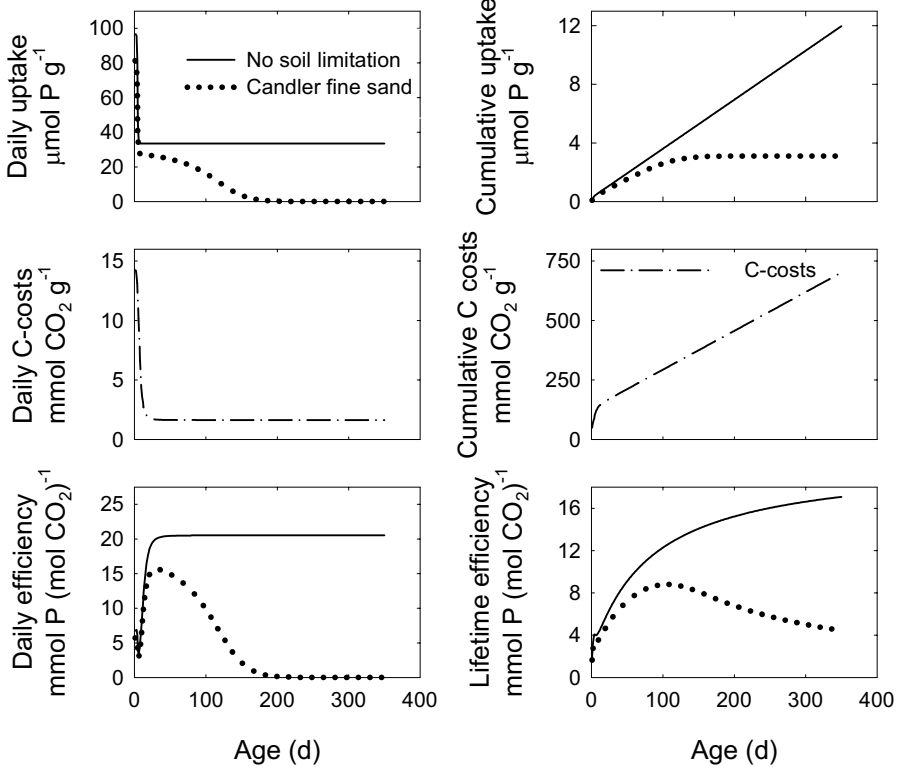 Daily uptake
μmol P g⁻¹
100
80
60
40
20
0
No soil limitation
Candler fine sand
Cumulative uptake
μmol P g⁻¹
12
8
4
0
Daily C-costs
mmol CO₂ g⁻¹
15
10
5
0
Cumulative C costs
mmol CO₂ g⁻¹
750
500
250
0
C-costs
Daily efficiency
mmol P (mol CO₂)⁻¹
25
20
15
10
5
0
0 100 200 300 400
Age (d)
Lifetime efficiency
mmol P (mol CO₂)⁻¹
16
12
8
4
0
0 100 200 300 400
Age (d)